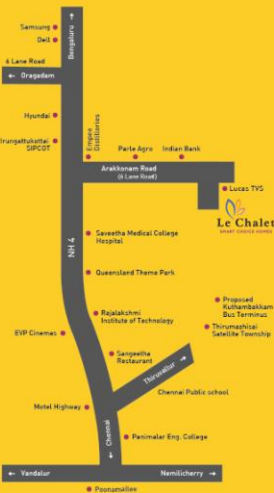 Samsung
Dell
Bengaluru →
6 Lane Road
← Oragadam
Hyundai
Irungattukottai
SIPCOT
Empee
Distilleries
Parle Agro
Indian Bank
Arakkonam Road
(6 Lane Road)
Lucas TVS
Le Chalet
SMART CHOICE HOMES
NH 4
Saveetha Medical College
Hospital
Queensland Theme Park
Proposed
Kuthambakkam
Bus Terminus
Thirumazhisai
Satellite Township
Rajalakshmi
Institute of Technology
EVP Cinemas
Sangeetha
Restaurant
Thiruvallur →
Chennai Public school
Motel Highway
← Chennai
Panimalar Eng. College
← Vandalur
Nemilicherry →
Poonamallee